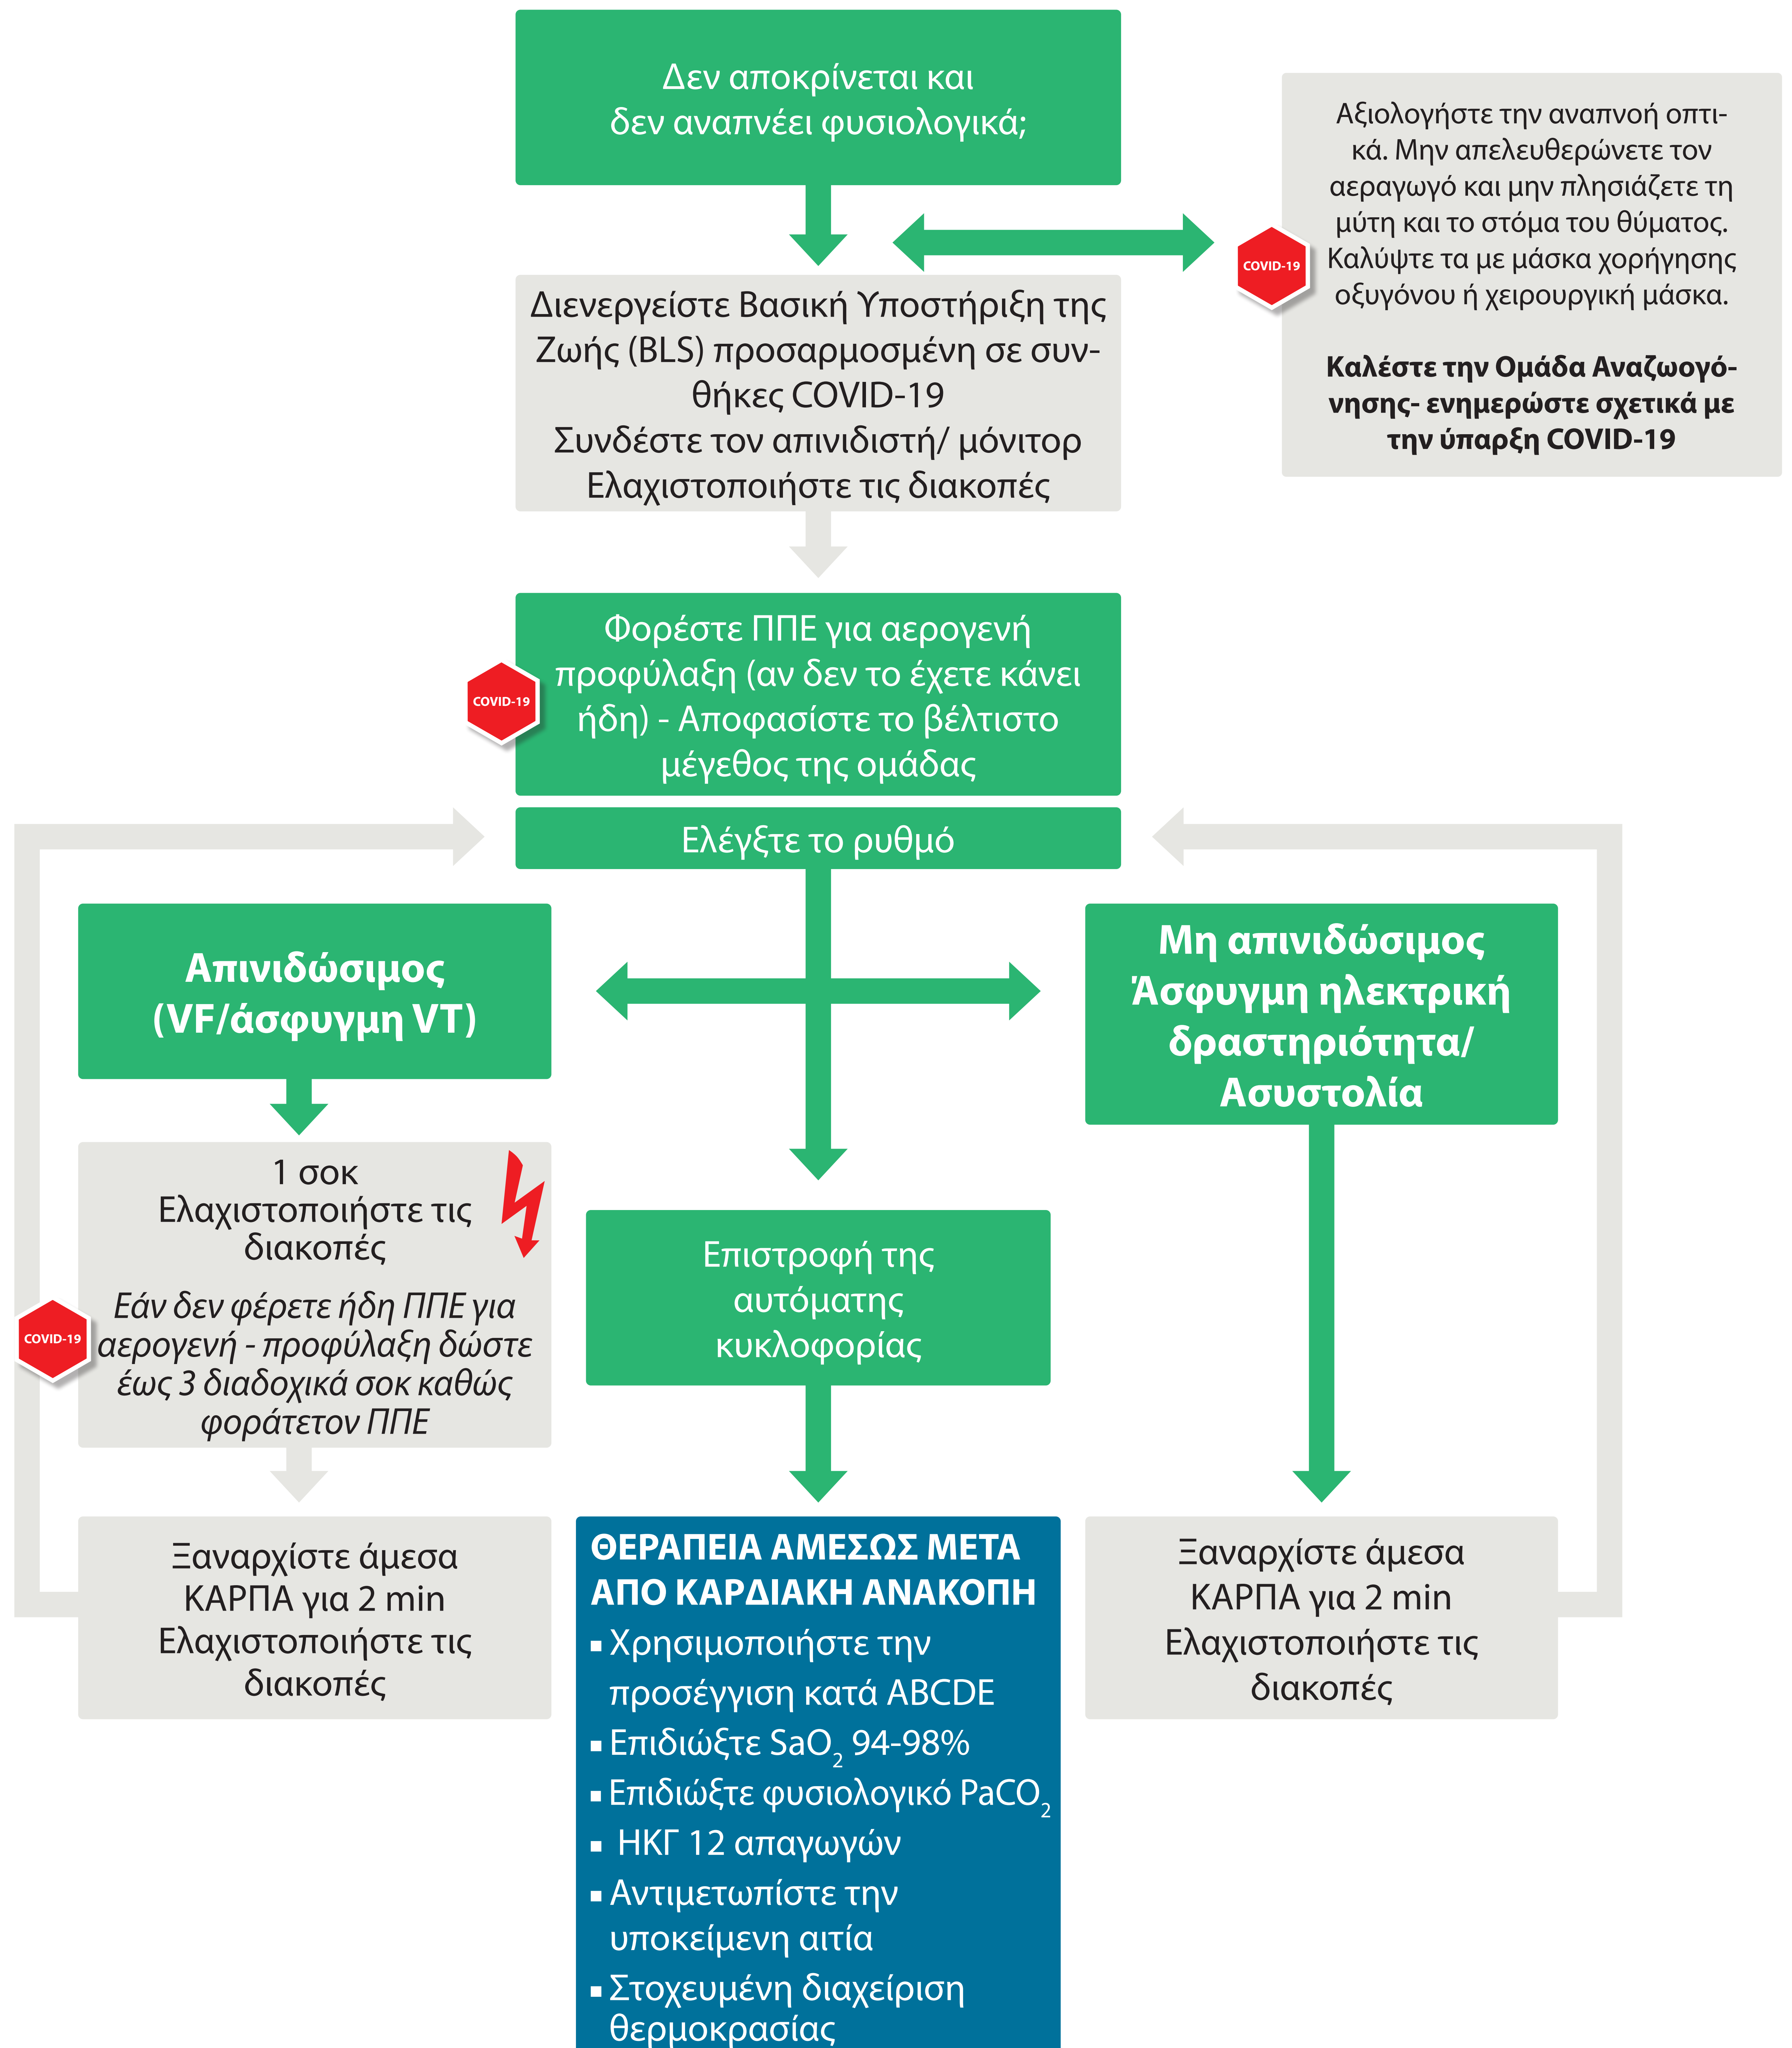 Δεν αποκρίνεται και
δεν αναπνέει φυσιολογικά;
Αξιολογήστε την αναπνοή οπτι-
κά. Μην απελευθερώνετε τον
αεραγωγό και μην πλησιάζετε τη
μύτη και το στόμα του θύματος.
Καλύψτε τα με μάσκα χορήγησης
οξυγόνου ή χειρουργική μάσκα.
Καλέστε την Ομάδα Αναζωογό-
νησης- ενημερώστε σχετικά με
την ύπαρξη COVID-19
COVID-19
Διενεργείστε Βασική Υποστήριξη της
Ζωής (BLS) προσαρμοσμένη σε συν-
θήκες COVID-19
Συνδέστε τον απινιδιστή/ μόνιτορ
Ελαχιστοποιήστε τις διακοπές
COVID-19
Φορέστε ΠΠΕ για αερογενή
προφύλαξη (αν δεν το έχετε κάνει
ήδη) - Αποφασίστε το βέλτιστο
μέγεθος της ομάδας
Ελέγξτε το ρυθμό
Απινιδώσιμος
(VF/άσφυγμη VT)
Μη απινιδώσιμος
Άσφυγμη ηλεκτρική
δραστηριότητα/
Ασυστολία
1 σοκ
Ελαχιστοποιήστε τις
διακοπές
COVID-19
Εάν δεν φέρετε ήδη ΠΠΕ για
αερογενή - προφύλαξη δώστε
έως 3 διαδοχικά σοκ καθώς
φοράτετον ΠΠΕ
Επιστροφή της
αυτόματης
κυκλοφορίας
Ξαναρχίστε άμεσα
ΚΑΡΠΑ για 2 min
Ελαχιστοποιήστε τις
διακοπές
ΘΕΡΑΠΕΙΑ ΑΜΕΣΩΣ ΜΕΤΑ
ΑΠΟ ΚΑΡΔΙΑΚΗ ΑΝΑΚΟΠΗ
▪ Χρησιμοποιήστε την
προσέγγιση κατά ABCDE
▪ Επιδιώξτε SaO₂ 94-98%
▪ Επιδιώξτε φυσιολογικό PaCO₂
▪ ΗΚΓ 12 απαγωγών
▪ Αντιμετωπίστε την
υποκείμενη αιτία
▪ Στοχευμένη διαχείριση
θερμοκρασίας
Ξαναρχίστε άμεσα
ΚΑΡΠΑ για 2 min
Ελαχιστοποιήστε τις
διακοπές